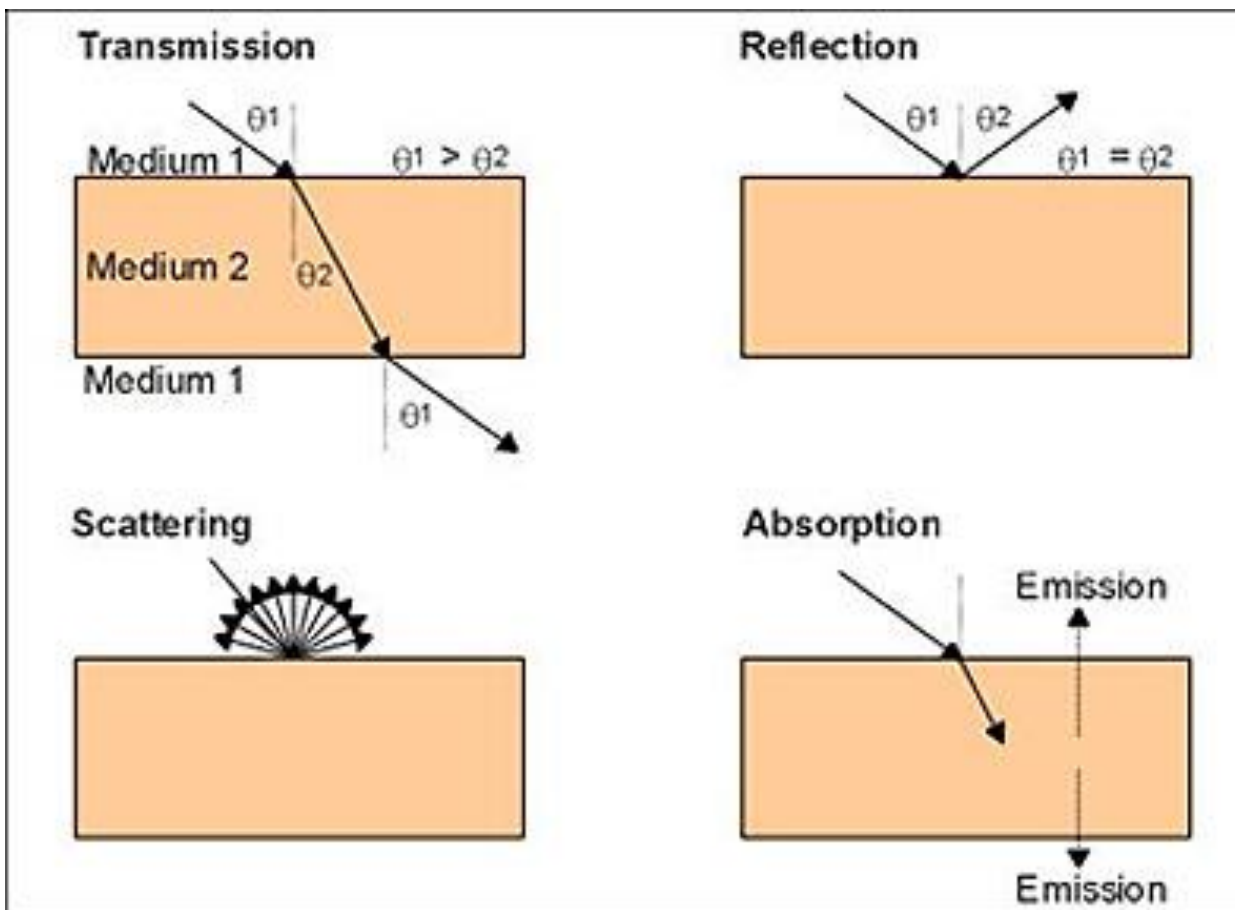 Transmission
θ1
Medium 1
θ1 > θ2
Medium 2
θ2
Medium 1
θ1
Reflection
θ1
θ2
θ1 = θ2
Scattering
Absorption
Emission
Emission